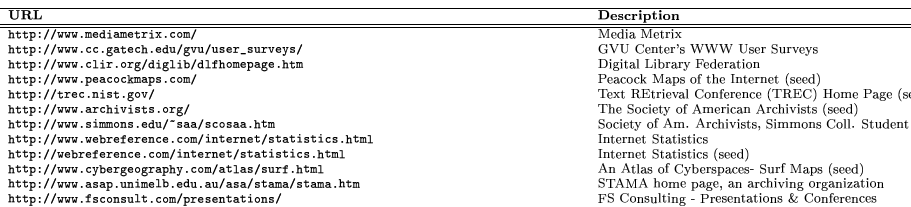 URL Description
http://www.mediametrix.com/ Media Metrix
http://www.cc.gatech.edu/gvu/user_surveys/ GVU Center's WWW User Surveys
http://www.clir.org/diglib/dlfhomepage.htm Digital Library Federation
http://www.peacockmaps.com/ Peacock Maps of the Internet (seed)
http://trec.nist.gov/ Text REtrieval Conference (TREC) Home Page (se
http://www.archivists.org/ The Society of American Archivists (seed)
http://www.simmons.edu/~saa/scosaa.htm Society of Am. Archivists, Simmons Coll. Student
http://www.webreference.com/internet/statistics.html Internet Statistics
http://webreference.com/internet/statistics.html Internet Statistics (seed)
http://www.cybergeography.com/atlas/surf.html An Atlas of Cyberspaces- Surf Maps (seed)
http://www.asap.unimelb.edu.au/asa/stama/stama.htm STAMA home page, an archiving organization
http://www.fsconsult.com/presentations/ FS Consulting - Presentations & Conferences